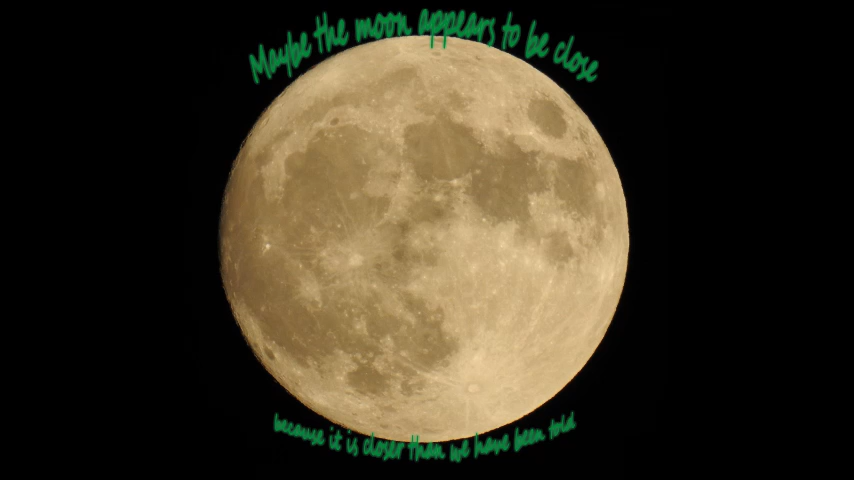 Maybe the moon appears to be close
because it is closer than we have been told